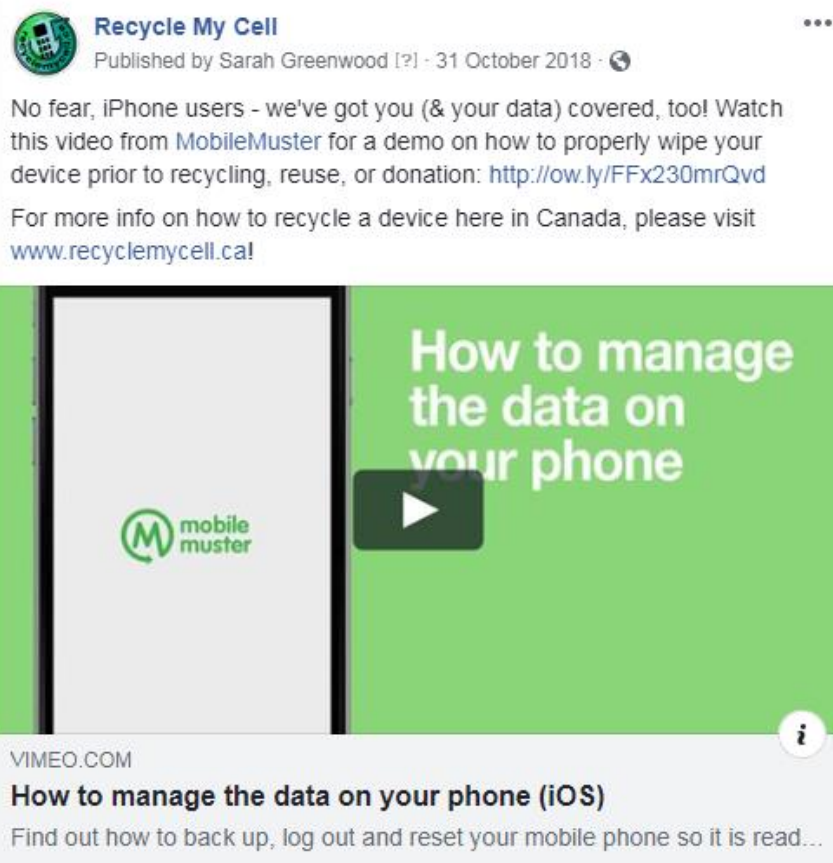 Recycle My Cell
Published by Sarah Greenwood [?] · 31 October 2018 ·
No fear, iPhone users - we've got you (& your data) covered, too! Watch
this video from MobileMuster for a demo on how to properly wipe your
device prior to recycling, reuse, or donation: http://ow.ly/FFx230mrQvd
For more info on how to recycle a device here in Canada, please visit
www.recyclemycell.ca!
How to manage
the data on
your phone
mobile
muster
VIMEO.COM
How to manage the data on your phone (iOS)
Find out how to back up, log out and reset your mobile phone so it is read...